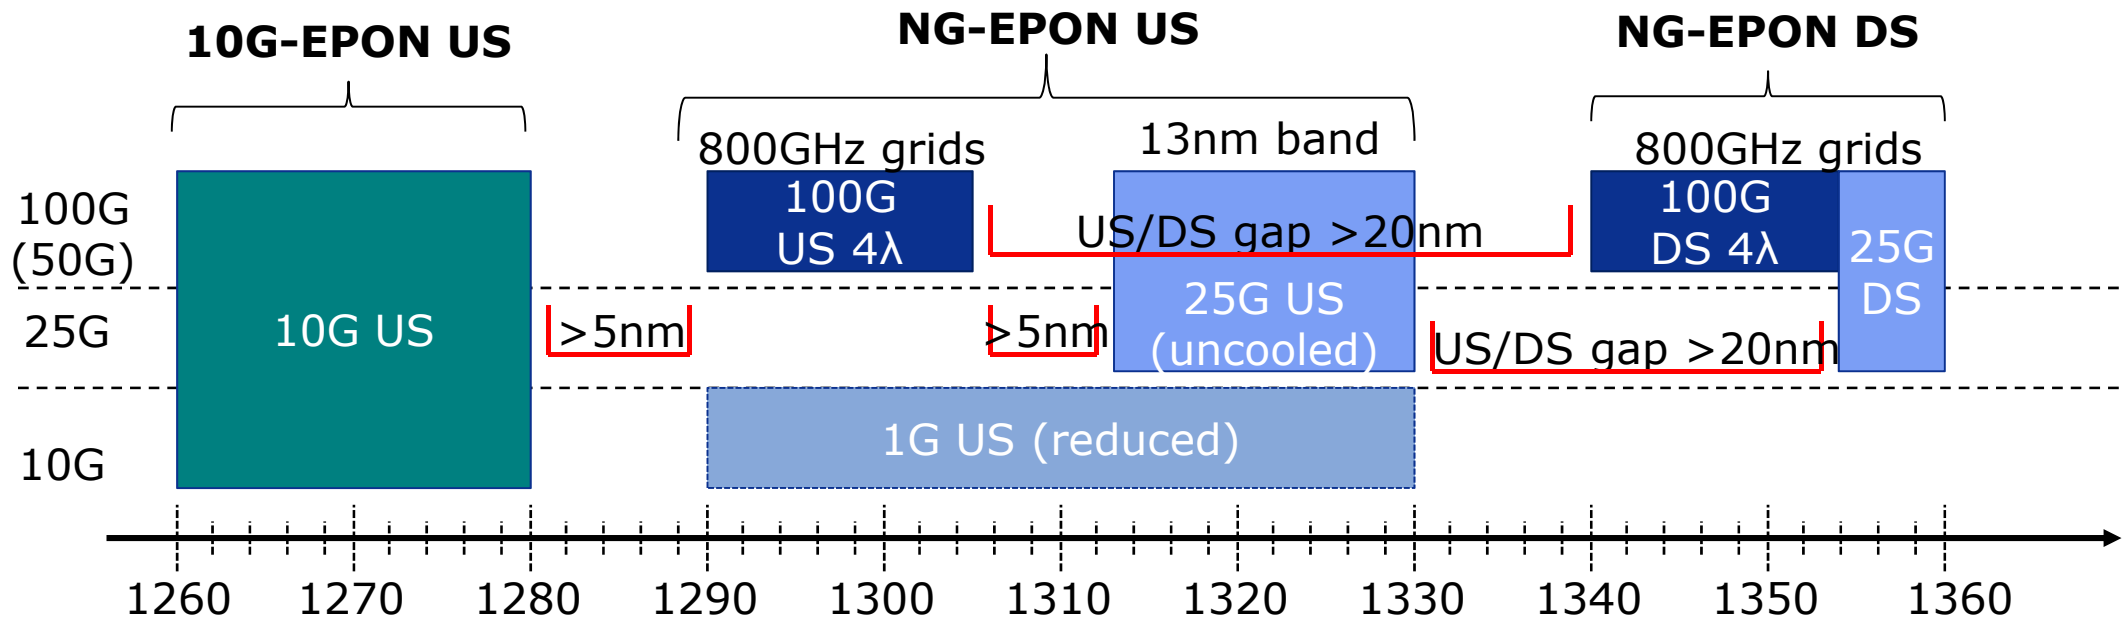 10G-EPON US
NG-EPON US
NG-EPON DS
800GHz grids
13nm band
800GHz grids
100G
(50G)
25G
10G
10G US
100G
US 4λ
US/DS gap >20nm
100G
DS 4λ
25G
DS
>5nm
>5nm
25G US
(uncooled)
US/DS gap >20nm
1G US (reduced)
1260 1270 1280 1290 1300 1310 1320 1330 1340 1350 1360